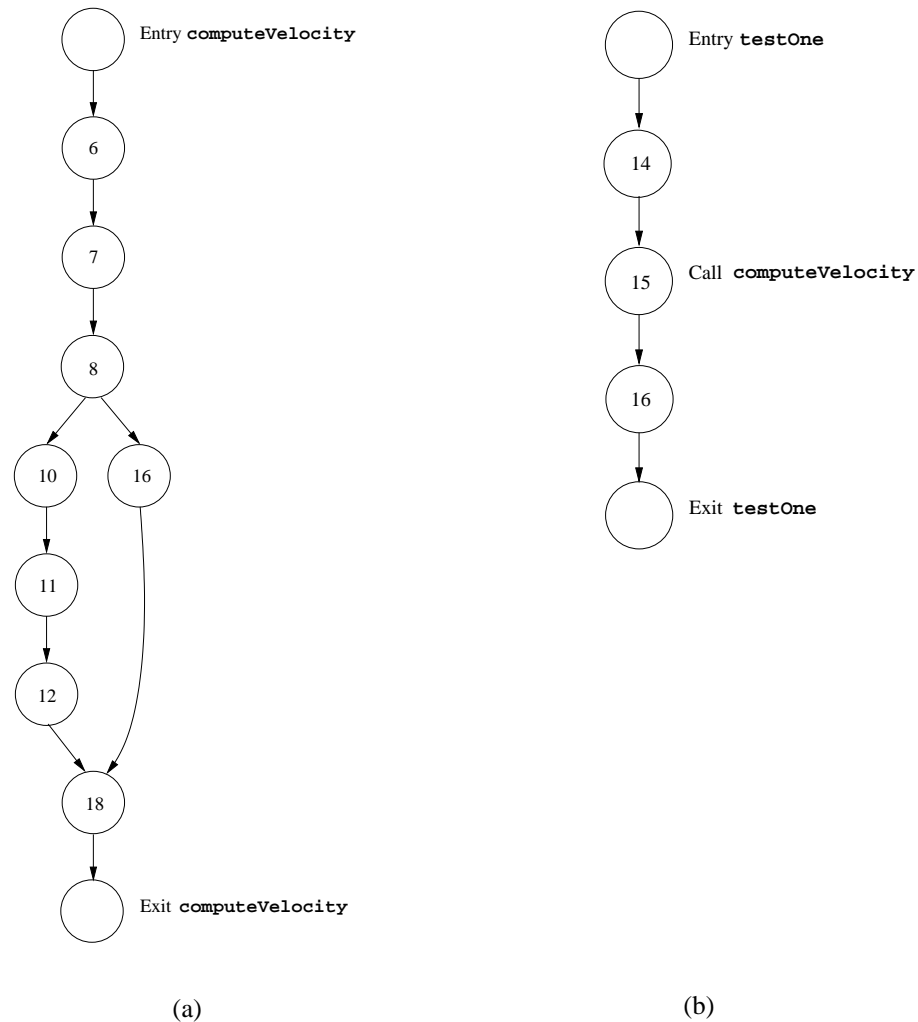 Entry computeVelocity
6
7
8
10 16
11
12
18
Exit computeVelocity
(a)
Entry testOne
14
15 Call computeVelocity
16
Exit testOne
(b)